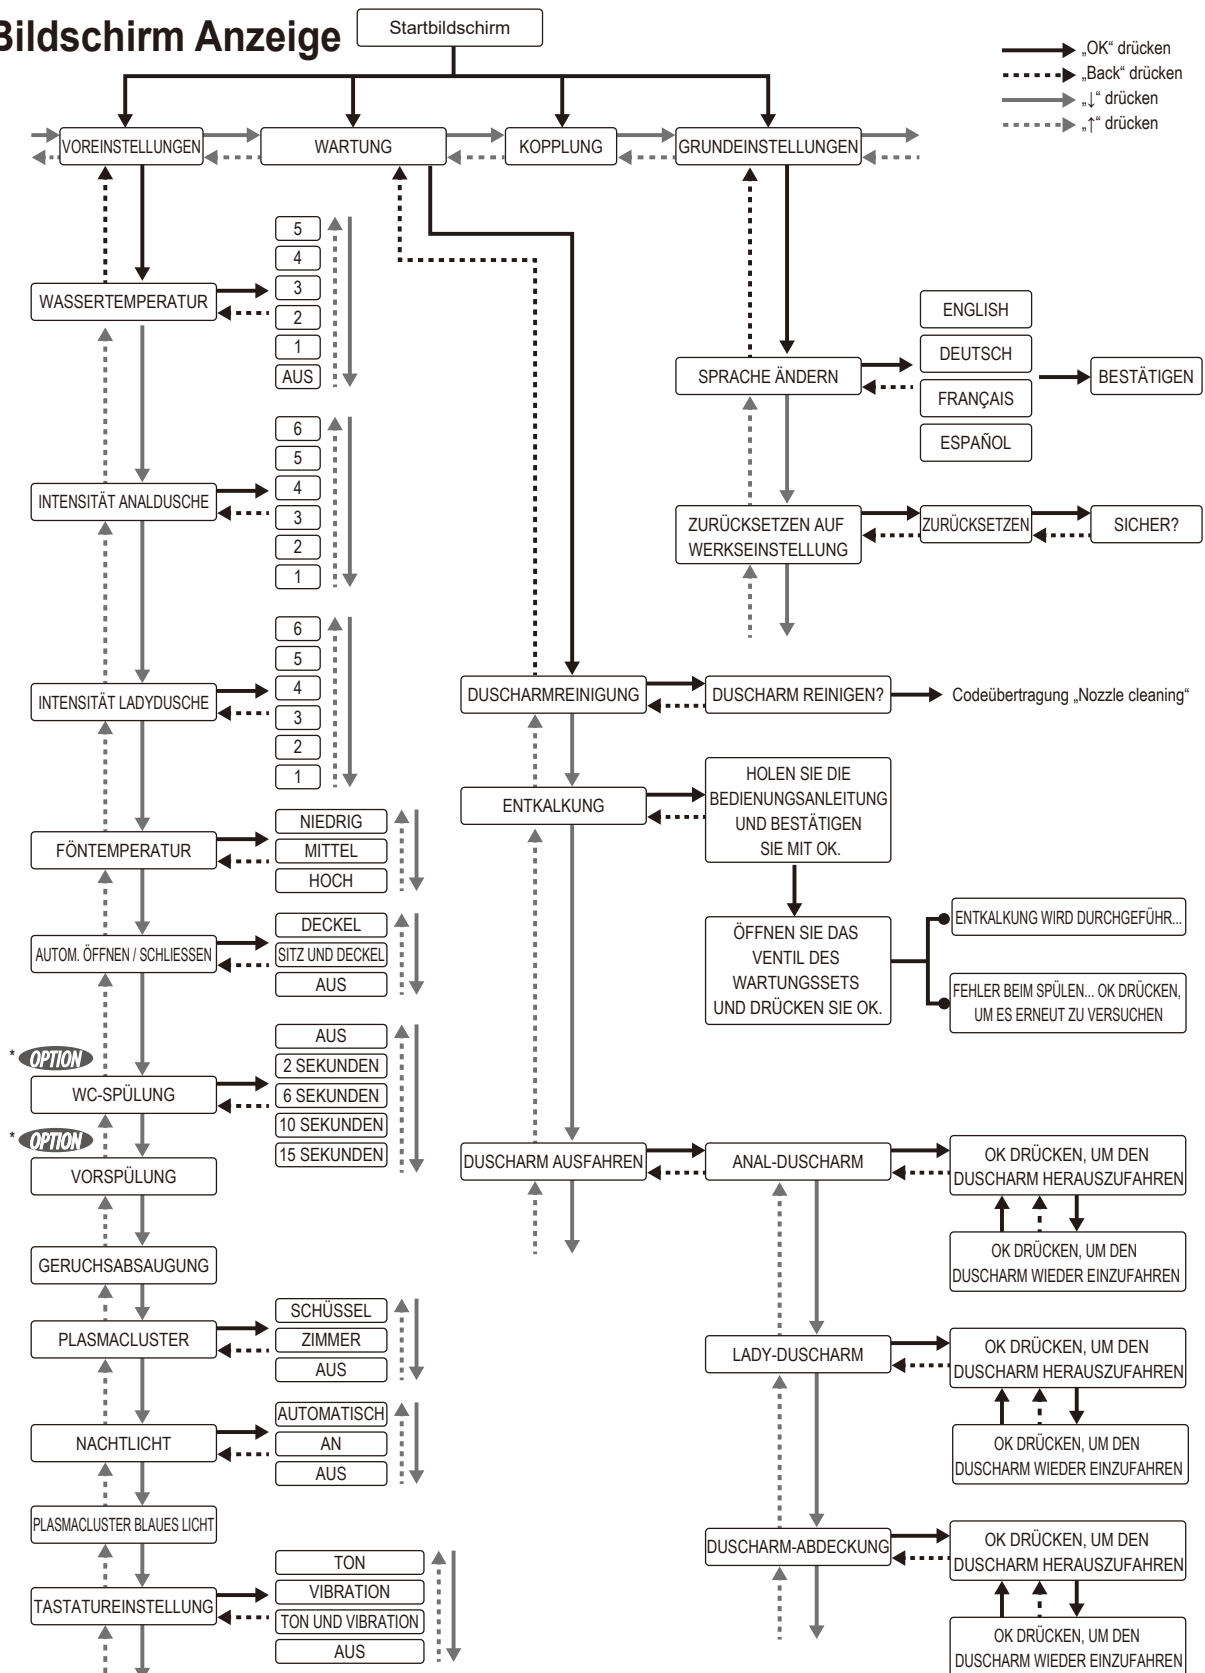 Bildschirm Anzeige
Startbildschirm
„OK“ drücken
„Back“ drücken
„↓“ drücken
„↑“ drücken
VOREINSTELLUNGEN
WARTUNG
KOPPLUNG
GRUNDEINSTELLUNGEN
WASSERTEMPERATUR
5
4
3
2
1
AUS
INTENSITÄT ANALDUSCHE
6
5
4
3
2
1
INTENSITÄT LADYDUSCHE
6
5
4
3
2
1
FÖNTEMPERATUR
NIEDRIG
MITTEL
HOCH
AUTOM. ÖFFNEN / SCHLIESSEN
DECKEL
SITZ UND DECKEL
AUS
* OPTION
WC-SPÜLUNG
AUS
2 SEKUNDEN
6 SEKUNDEN
10 SEKUNDEN
15 SEKUNDEN
* OPTION
VORSPÜLUNG
GERUCHSABSAUGUNG
PLASMACLUSTER
SCHÜSSEL
ZIMMER
AUS
NACHTLICHT
AUTOMATISCH
AN
AUS
PLASMACLUSTER BLAUES LICHT
TASTATUREINSTELLUNG
TON
VIBRATION
TON UND VIBRATION
AUS
DUSCHARMREINIGUNG
DUSCHARM REINIGEN?
Codeübertragung „Nozzle cleaning“
ENTKALKUNG
HOLEN SIE DIE
BEDIENUNGSANLEITUNG
UND BESTÄTIGEN
SIE MIT OK.
ÖFFNEN SIE DAS
VENTIL DES
WARTUNGSSETS
UND DRÜCKEN SIE OK.
ENTKALKUNG WIRD DURCHGEFÜHR...
FEHLER BEIM SPÜLEN... OK DRÜCKEN,
UM ES ERNEUT ZU VERSUCHEN
DUSCHARM AUSFAHREN
ANAL-DUSCHARM
OK DRÜCKEN, UM DEN
DUSCHARM HERAUSZUFAHREN
OK DRÜCKEN, UM DEN
DUSCHARM WIEDER EINZUFAHREN
LADY-DUSCHARM
OK DRÜCKEN, UM DEN
DUSCHARM HERAUSZUFAHREN
OK DRÜCKEN, UM DEN
DUSCHARM WIEDER EINZUFAHREN
DUSCHARM-ABDECKUNG
OK DRÜCKEN, UM DEN
DUSCHARM HERAUSZUFAHREN
OK DRÜCKEN, UM DEN
DUSCHARM WIEDER EINZUFAHREN
SPRACHE ÄNDERN
ENGLISH
DEUTSCH
FRANÇAIS
ESPAÑOL
BESTÄTIGEN
ZURÜCKSETZEN AUF
WERKSEINSTELLUNG
ZURÜCKSETZEN
SICHER?